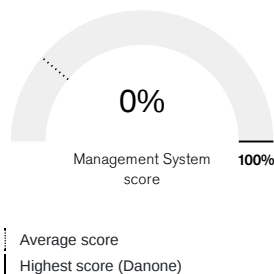 0%
Management System
score
100%
Average score
Highest score (Danone)